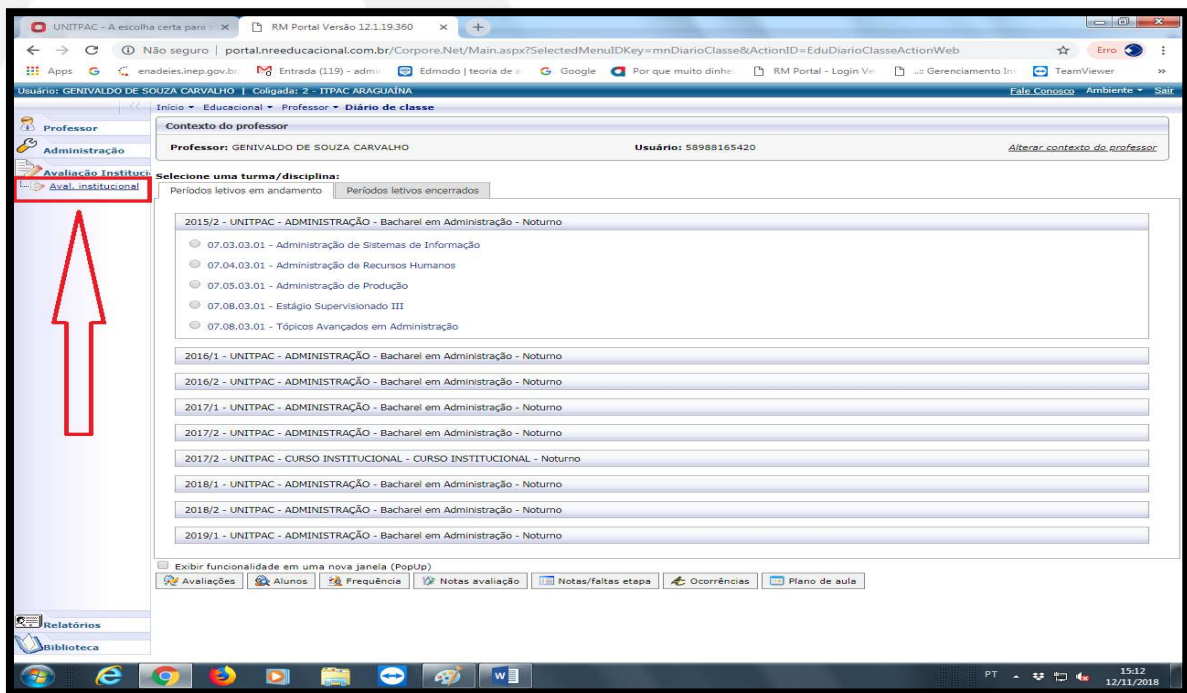 UNITPAC - A escolha certa para
RM Portal Versão 12.1.19.360
Não seguro | portal.nreeducacional.com.br/Corpore.Net/Main.aspx?SelectedMenuIDKey=mnDiarioClasse&ActionID=EduDiarioClasseActionWeb
Erro
Apps
enadeies.inep.gov.br
Entrada (119) - admi
Edmodo | teoria de
Google
Por que muito dinhe
RM Portal - Login Ve
..:: Gerenciamento In
TeamViewer
»
Usuário: GENIVALDO DE SOUZA CARVALHO | Coligada: 2 - ITPAC ARAGUAÍNA
Fale Conosco Ambiente Sair
Início Educacional Professor Diário de classe
Professor
Administração
Avaliação Instituci
Aval. institucional
Contexto do professor
Professor: GENIVALDO DE SOUZA CARVALHO
Usuário: 58988165420
Alterar contexto do professor
Selecione uma turma/disciplina:
Períodos letivos em andamento
Períodos letivos encerrados
2015/2 - UNITPAC - ADMINISTRAÇÃO - Bacharel em Administração - Noturno
07.03.03.01 - Administração de Sistemas de Informação
07.04.03.01 - Administração de Recursos Humanos
07.05.03.01 - Administração de Produção
07.08.03.01 - Estágio Supervisionado III
07.08.03.01 - Tópicos Avançados em Administração
2016/1 - UNITPAC - ADMINISTRAÇÃO - Bacharel em Administração - Noturno
2016/2 - UNITPAC - ADMINISTRAÇÃO - Bacharel em Administração - Noturno
2017/1 - UNITPAC - ADMINISTRAÇÃO - Bacharel em Administração - Noturno
2017/2 - UNITPAC - ADMINISTRAÇÃO - Bacharel em Administração - Noturno
2017/2 - UNITPAC - CURSO INSTITUCIONAL - CURSO INSTITUCIONAL - Noturno
2018/1 - UNITPAC - ADMINISTRAÇÃO - Bacharel em Administração - Noturno
2018/2 - UNITPAC - ADMINISTRAÇÃO - Bacharel em Administração - Noturno
2019/1 - UNITPAC - ADMINISTRAÇÃO - Bacharel em Administração - Noturno
Exibir funcionalidade em uma nova janela (PopUp)
Avaliações
Alunos
Frequência
Notas avaliação
Notas/faltas etapa
Ocorrências
Plano de aula
Relatórios
Biblioteca
PT
15:12
12/11/2018